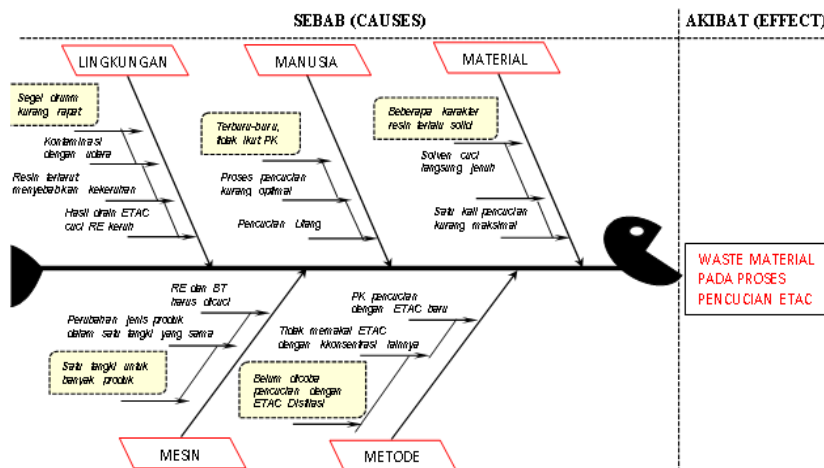 SEBAB (CAUSES)
AKIBAT (EFFECT)
LINGKUNGAN
MANUSIA
MATERIAL
Segel drumm
kurang rapat
Kontaminasi
dengan udara
Resin terlarut
menyebabkan kekeruhan
Hasil drain ETAC
cuci RE keruh
Terburu-buru,
tidak ikut PK
Proses pencucian
kurang optimal
Pencucian Ulang
Beberapa karakter
resin terlalu solid
Solven cuci
langsung jenuh
Satu kali pencucian
kurang maksimal
WASTE MATERIAL
PADA PROSES
PENCUCIAN ETAC
RE dan BT
harus dicuci
Perubahan jenis produk
dalam satu tangki yang sama
Satu tangki untuk
banyak produk
PK pencucian
dengan ETAC baru
Tidak memakai ETAC
dengan kkonsentrasi lainnya
Belum dicoba
pencucian dengan
ETAC Distilasi
MESIN
METODE